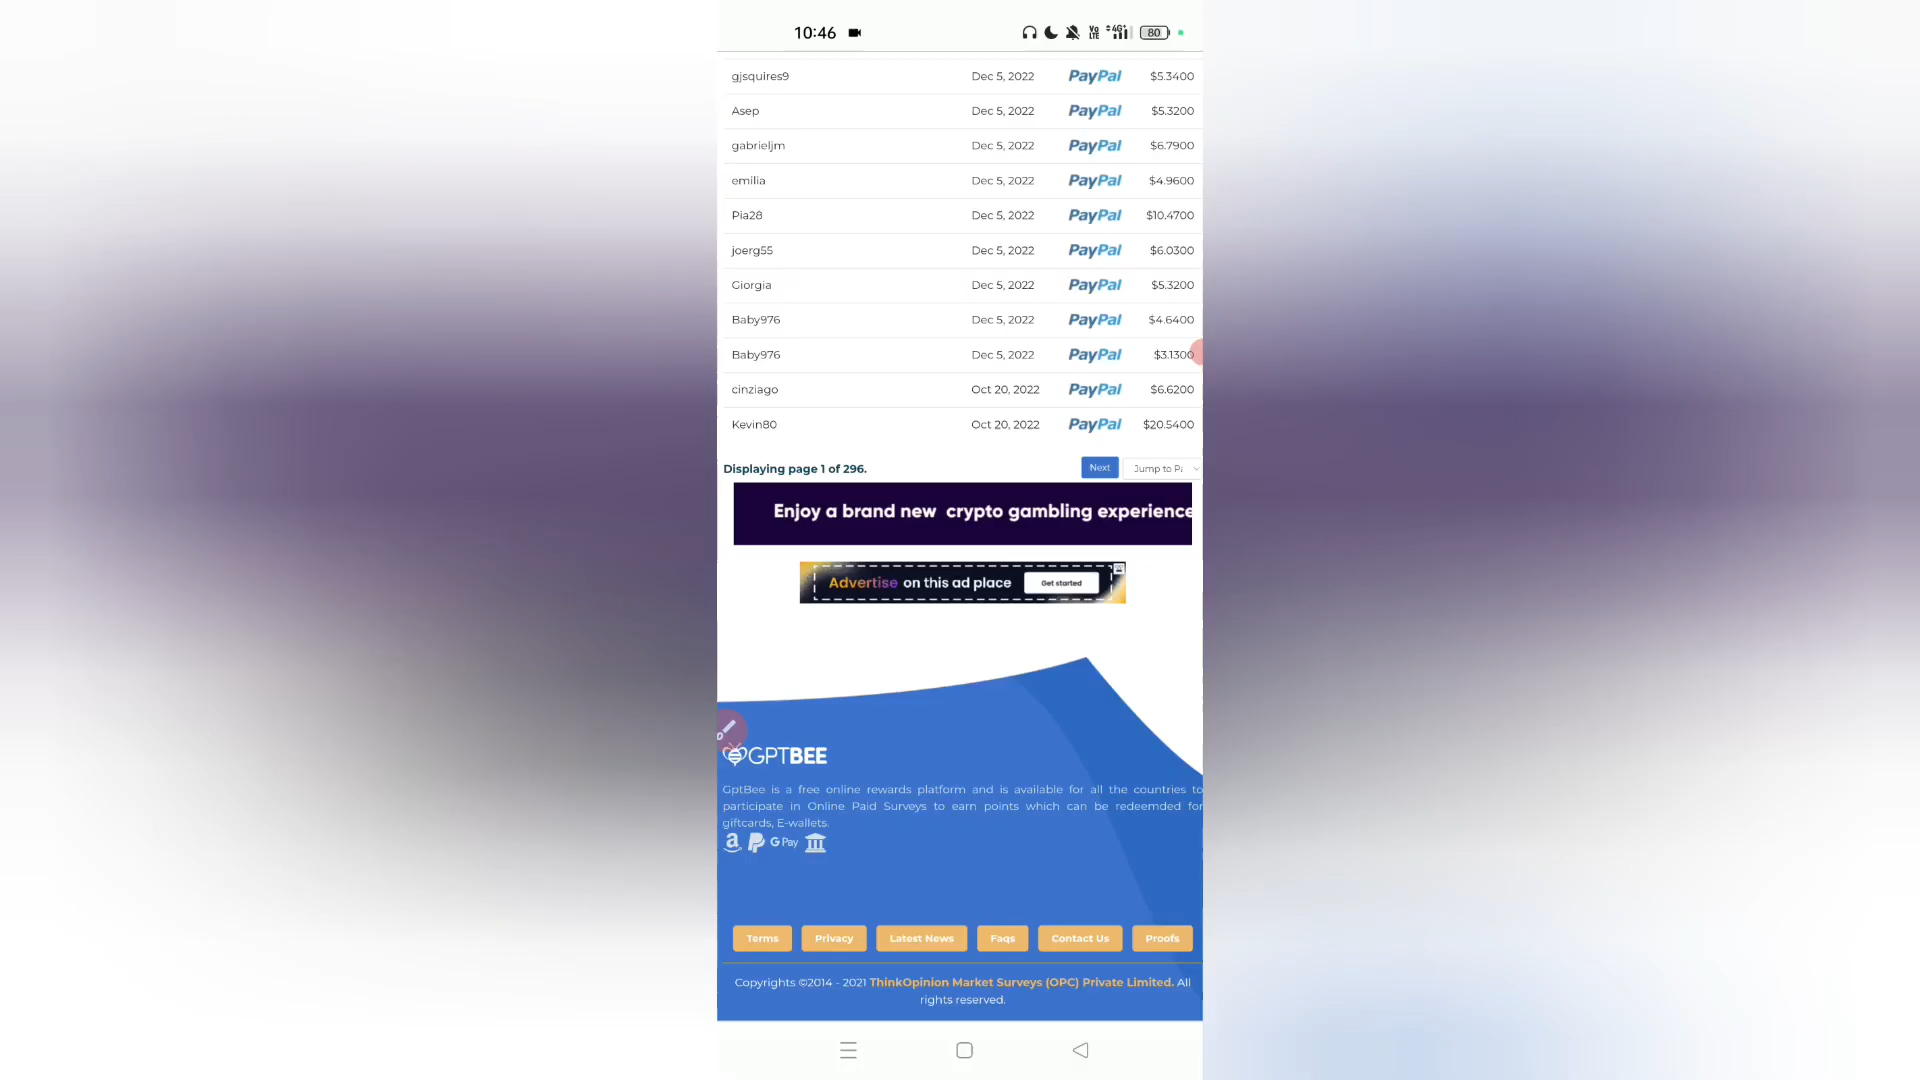 10:46 Vo LTE 4G+ 80
gjsquires9 Dec 5, 2022 PayPal $5.3400
Asep Dec 5, 2022 PayPal $5.3200
gabrieljm Dec 5, 2022 PayPal $6.7900
emilia Dec 5, 2022 PayPal $4.9600
Pia28 Dec 5, 2022 PayPal $10.4700
joerg55 Dec 5, 2022 PayPal $6.0300
Giorgia Dec 5, 2022 PayPal $5.3200
Baby976 Dec 5, 2022 PayPal $4.6400
Baby976 Dec 5, 2022 PayPal $3.1300
cinziago Oct 20, 2022 PayPal $6.6200
Kevin80 Oct 20, 2022 PayPal $20.5400
Displaying page 1 of 296. Next Jump to Pa
Enjoy a brand new crypto gambling experience
Advertise on this ad place Get started
GPTBEE
GptBee is a free online rewards platform and is available for all the countries to
participate in Online Paid Surveys to earn points which can be redeemded for
giftcards, E-wallets.
a P G Pay
Terms Privacy Latest News Faqs Contact Us Proofs
Copyrights ©2014 - 2021 ThinkOpinion Market Surveys (OPC) Private Limited. All
rights reserved.